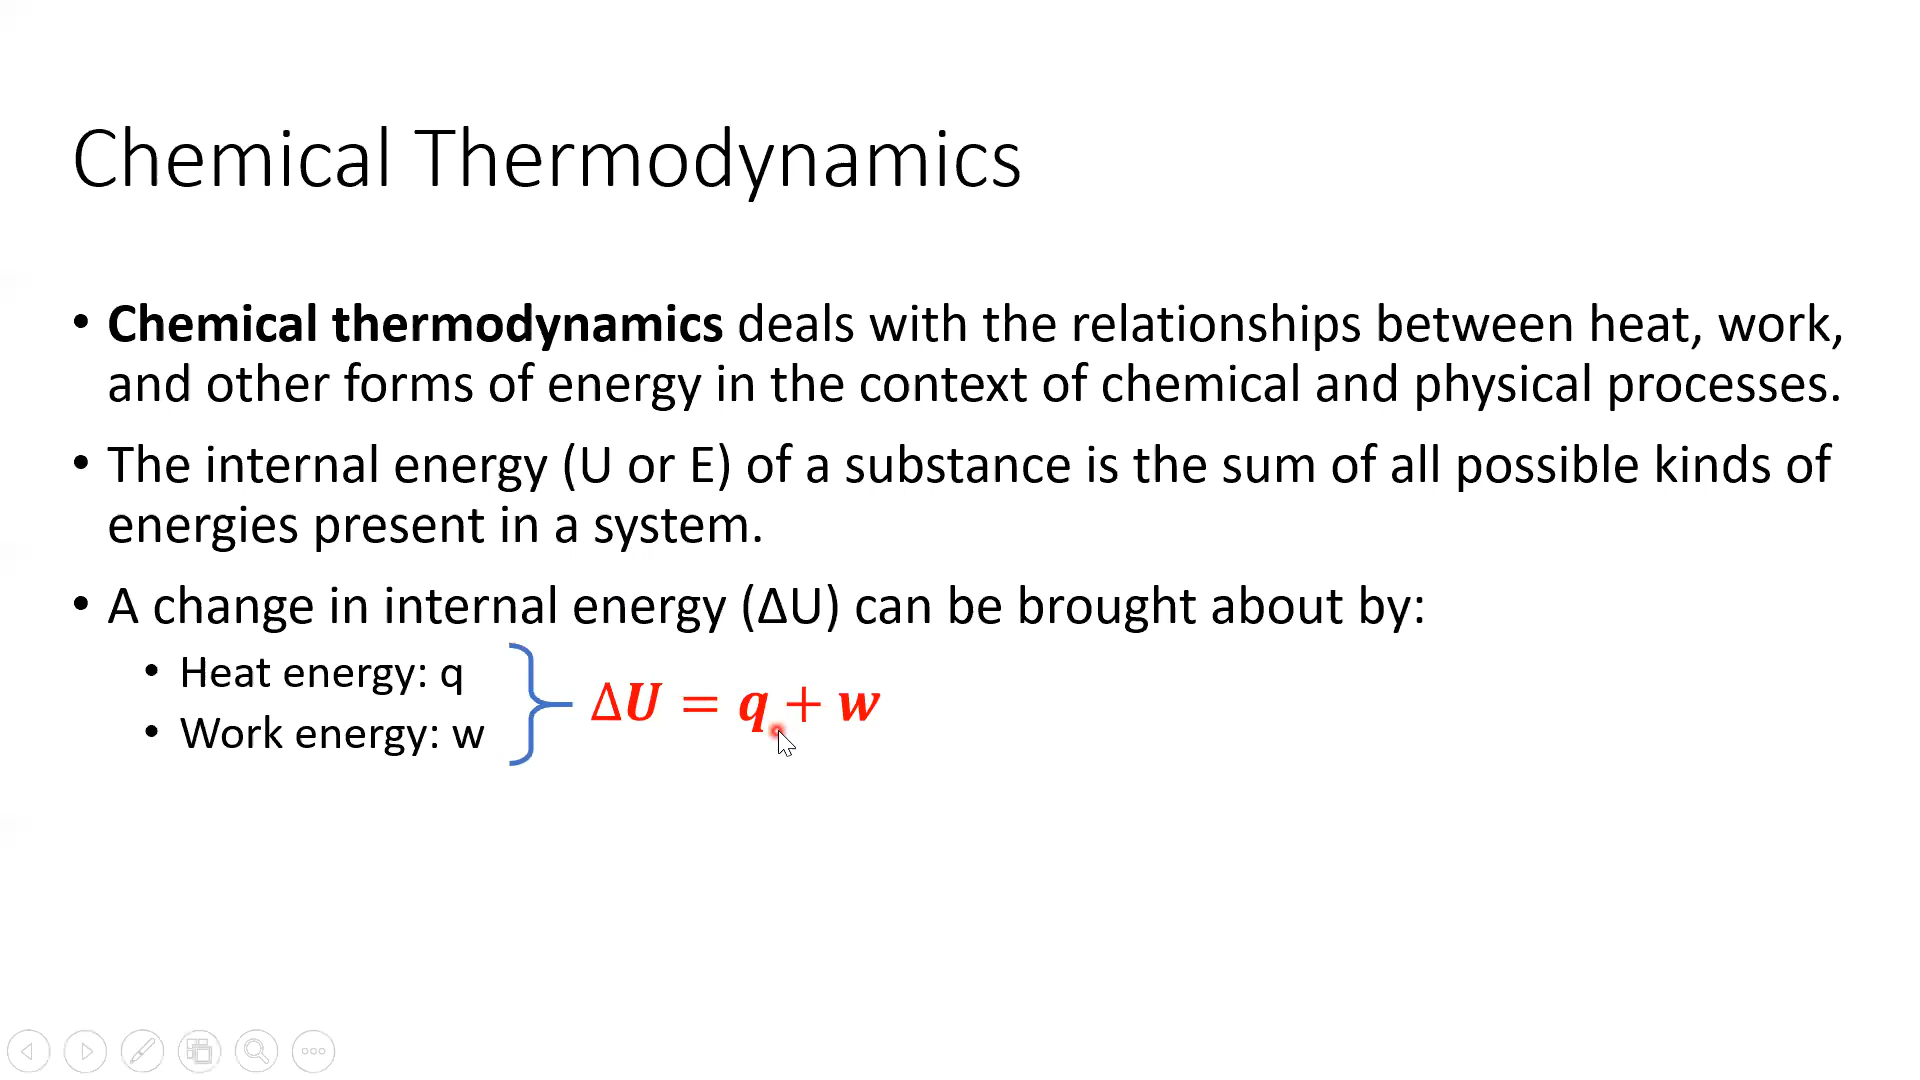 Chemical Thermodynamics
• Chemical thermodynamics deals with the relationships between heat, work,
and other forms of energy in the context of chemical and physical processes.
• The internal energy (U or E) of a substance is the sum of all possible kinds of
energies present in a system.
• A change in internal energy (ΔU) can be brought about by:
• Heat energy: q
• Work energy: w
ΔU = q + w